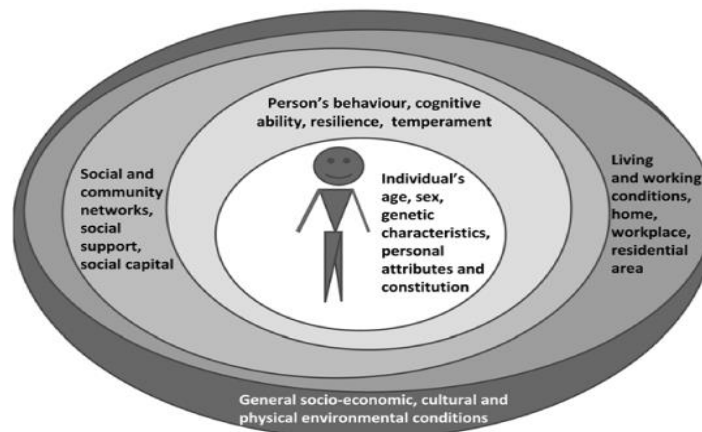 Person's behaviour, cognitive
ability, resilience, temperament
Social and
community
networks,
social
support,
social capital
Individual's
age, sex,
genetic
characteristics,
personal
attributes and
constitution
Living
and working
conditions,
home,
workplace,
residential
area
General socio-economic, cultural and
physical environmental conditions